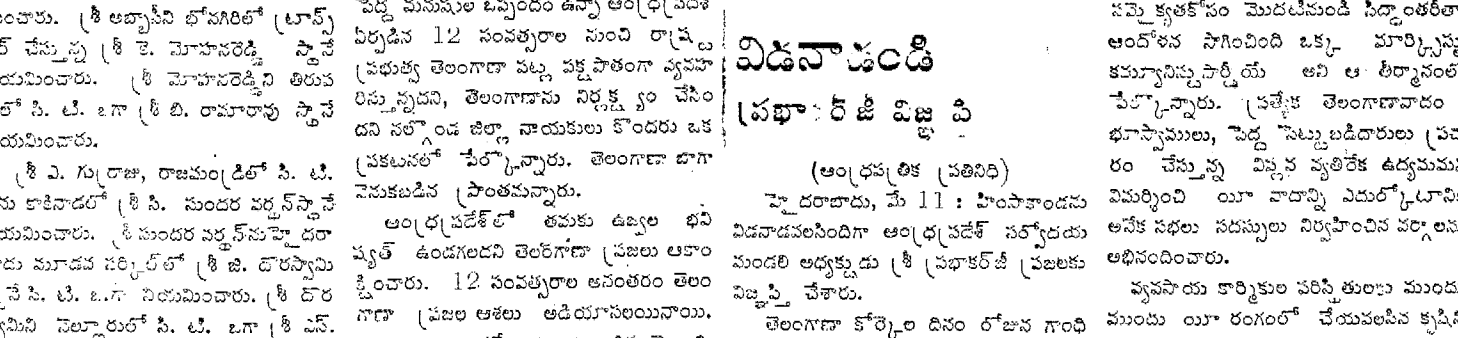 ంచారు. శ్రీ అబ్బాసీని భోనగిరిలో ట్రాన్స్
ర్ చేస్తున్న శ్రీ కె. మోహనరెడ్డి స్థానే
యమించారు. శ్రీ మోహనరెడ్డిని తిరుప
లో సి. టి. ఒగా శ్రీ బి. రామారావు స్థానే
యమించారు.
శ్రీ ఎ. గుర్రాజు, రాజమండ్రిలో సి. టి.
ను కాకినాడలో శ్రీ సి. సుందర వర్ధన్ స్థానే
యమించారు. శ్రీ సుందర వర్ధన్‌ను హైదరా
దు మూడవ సర్కిల్‌లో శ్రీ జి. దొరస్వామి
నే సి. టి. ఒ.గా నియమించారు. శ్రీ దొర
మిని నెల్లూరులో సి. టి. ఒగా శ్రీ ఎన్.
పెద్ద మనుషుల ఒప్పందం ఉన్నా ఆంధ్రప్రదేశ్
ఏర్పడిన 12 సంవత్సరాల నుంచి రాష్ట్ర
ప్రభుత్వ తెలంగాణా పట్ల పక్షపాతంగా వ్యవహ
రిస్తున్నదని, తెలంగాణాను నిర్లక్ష్యం చేసిం
దని నల్గొండ జిల్లా నాయకులు కొందరు ఒక
ప్రకటనలో పేర్కొన్నారు. తెలంగాణా బాగా
వెనుకబడిన ప్రాంతమన్నారు.
ఆంధ్రప్రదేశ్‌లో తమకు ఉజ్వల భవి
ష్యత్ ఉండగలదని తెలంగాణా ప్రజలు ఆకాం
క్షించారు. 12 సంవత్సరాల అనంతరం తెలం
గాణా ప్రజల ఆశలు అడియాసలయినాయి.
విడనాడండి
ప్రభాకర్‌జీ విజ్ఞప్తి
(ఆంధ్రపత్రిక ప్రతినిధి)
హైదరాబాదు, మే 11 : హింసాకాండను
విడనాడవలసిందిగా ఆంధ్రప్రదేశ్ సర్వోదయ
మండలి అధ్యక్షుడు శ్రీ ప్రభాకర్‌జీ ప్రజలకు
విజ్ఞప్తి చేశారు.
తెలంగాణా కోర్కెల దినం రోజున గాంధి
సమైక్యతకోసం మొదటినుండి సిద్ధాంతరీత్యా
ఆందోళన సాగించింది ఒక్క మార్క్సిస్టు
కమ్యూనిస్టుపార్టీయే అని ఆ తీర్మానంలో
పేర్కొన్నారు. ప్రత్యేక తెలంగాణావాదం
భూస్వాములు, పెద్ద పెట్టుబడిదారులు ప్రచా
రం చేస్తున్న విప్లవ వ్యతిరేక ఉద్యమమని
విమర్శించి యీ వాదాన్ని ఎదుర్కోటానికి
అనేక సభలు సదస్సులు నిర్వహించిన వర్గాలను
అభినందించారు.
వ్యవసాయ కార్మికుల పరిస్థితులను ముందు
ముంటు యీ రంగంలో చేయవలసిన కృషిని